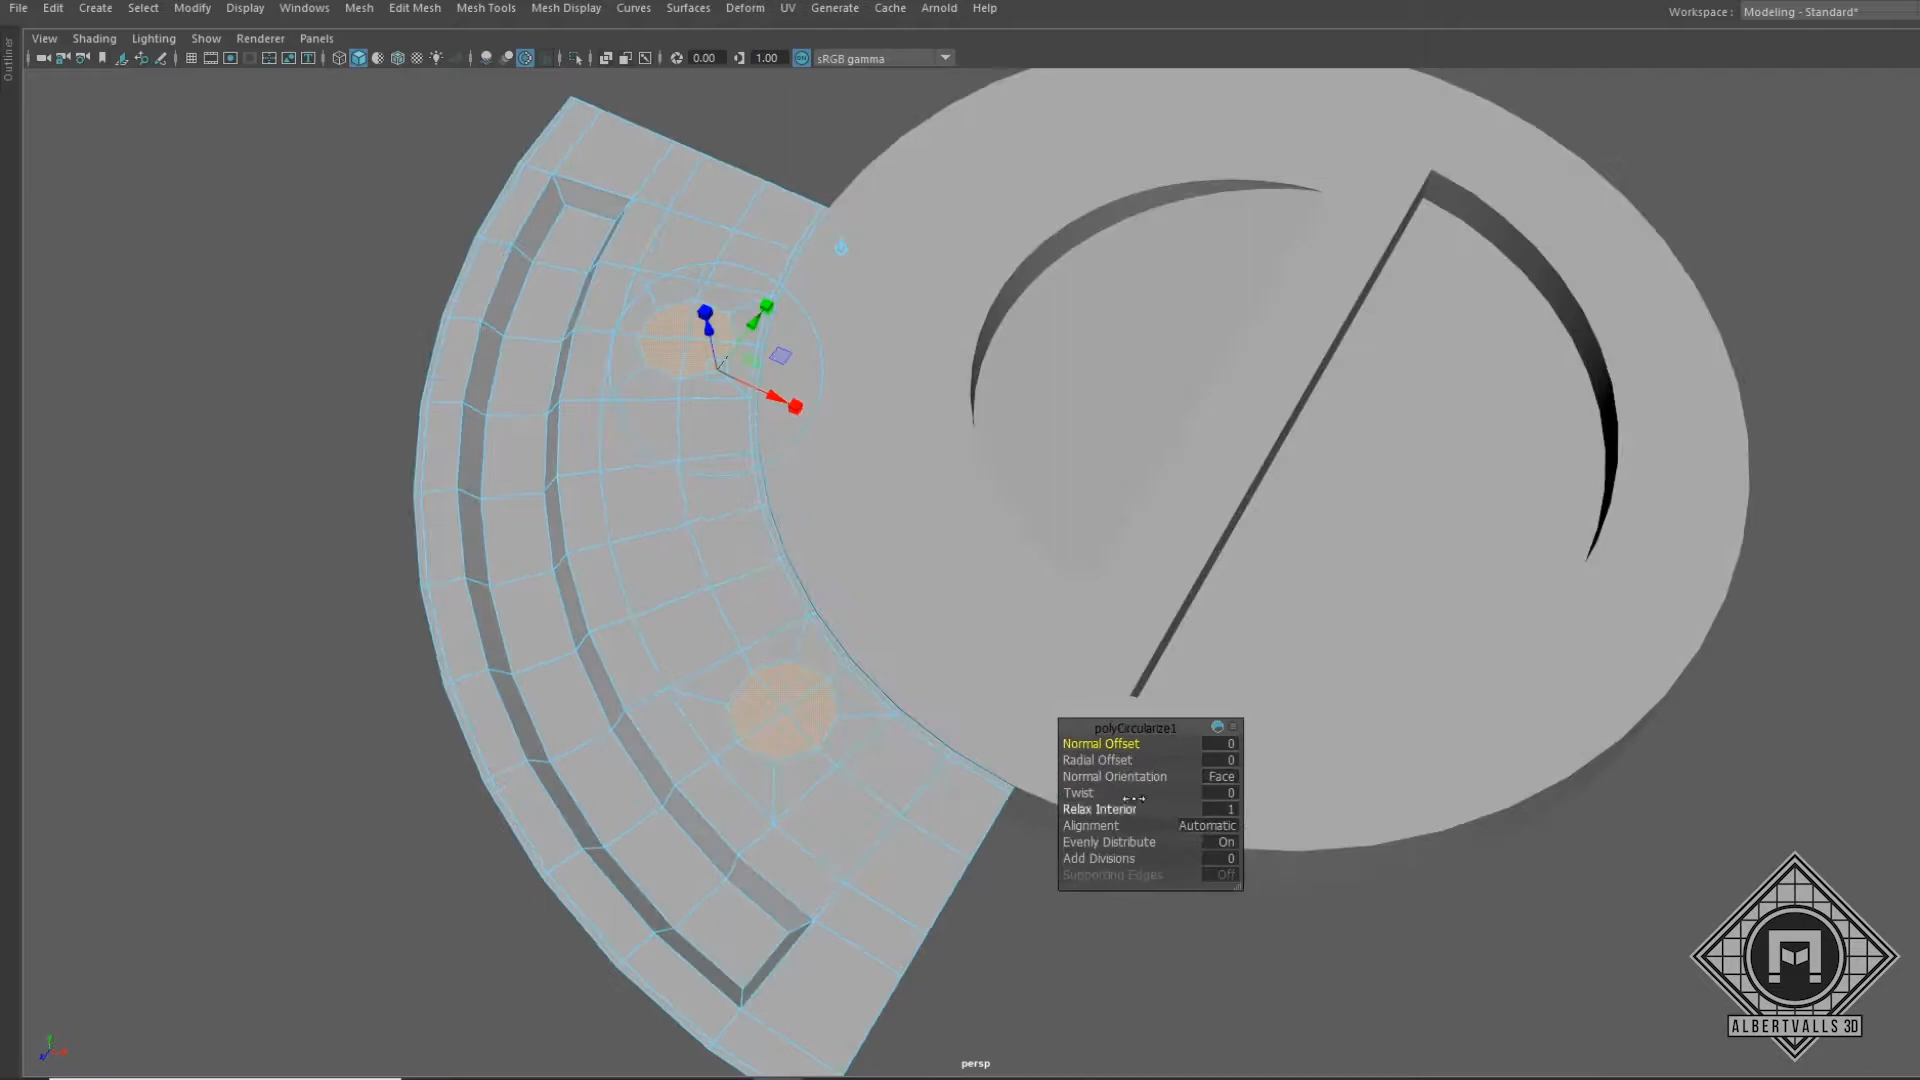 File Edit Create Select Modify Display Windows Mesh Edit Mesh Mesh Tools Mesh Display Curves Surfaces Deform UV Generate Cache Arnold Help
Workspace : Modeling - Standard*
View Shading Lighting Show Renderer Panels
0.00 1.00 sRGB gamma
Outliner
polyCircularize1
Normal Offset 0
Radial Offset 0
Normal Orientation Face
Twist 0
Relax Interior 1
Alignment Automatic
Evenly Distribute On
Add Divisions 0
Supporting Edges Off
ALBERTVALLS 3D
persp